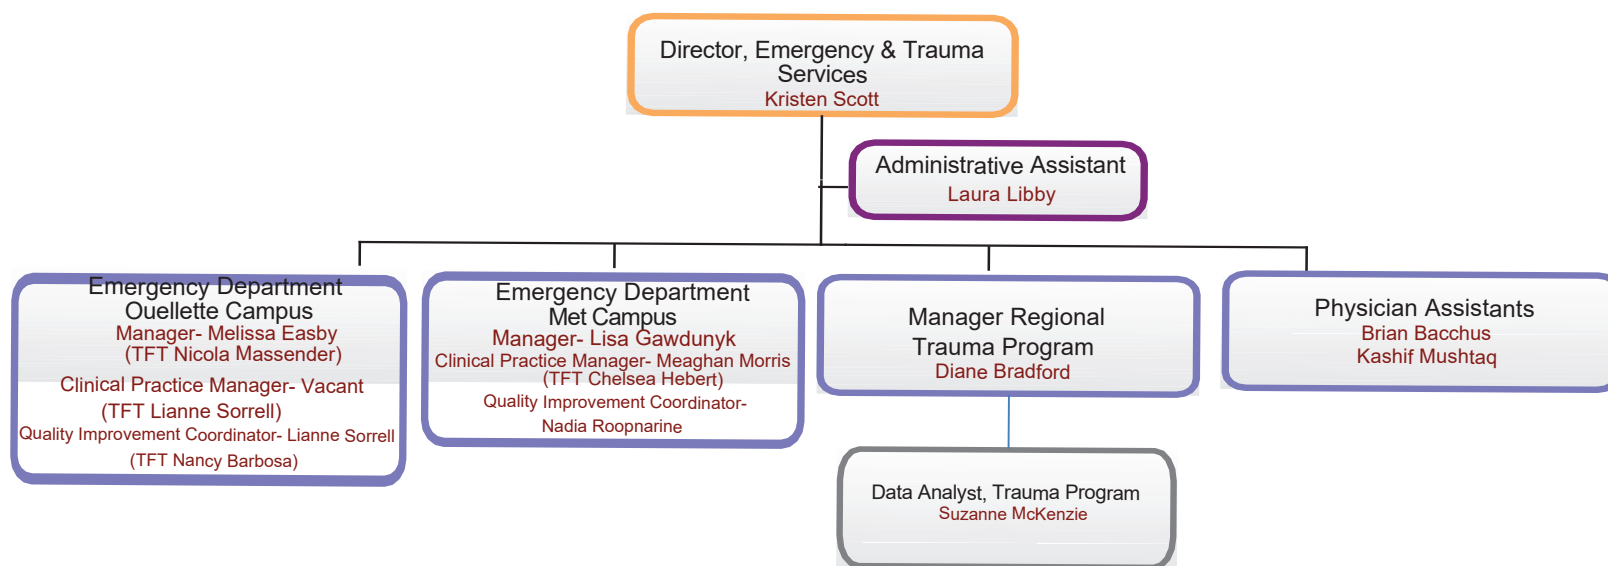 Director, Emergency & Trauma
Services
Kristen Scott
Administrative Assistant
Laura Libby
Emergency Department
Ouellette Campus
Manager- Melissa Easby
(TFT Nicola Massender)
Clinical Practice Manager- Vacant
(TFT Lianne Sorrell)
Quality Improvement Coordinator- Lianne Sorrell
(TFT Nancy Barbosa)
Emergency Department
Met Campus
Manager- Lisa Gawdunyk
Clinical Practice Manager- Meaghan Morris
(TFT Chelsea Hebert)
Quality Improvement Coordinator-
Nadia Roopnarine
Manager Regional
Trauma Program
Diane Bradford
Physician Assistants
Brian Bacchus
Kashif Mushtaq
Data Analyst, Trauma Program
Suzanne McKenzie